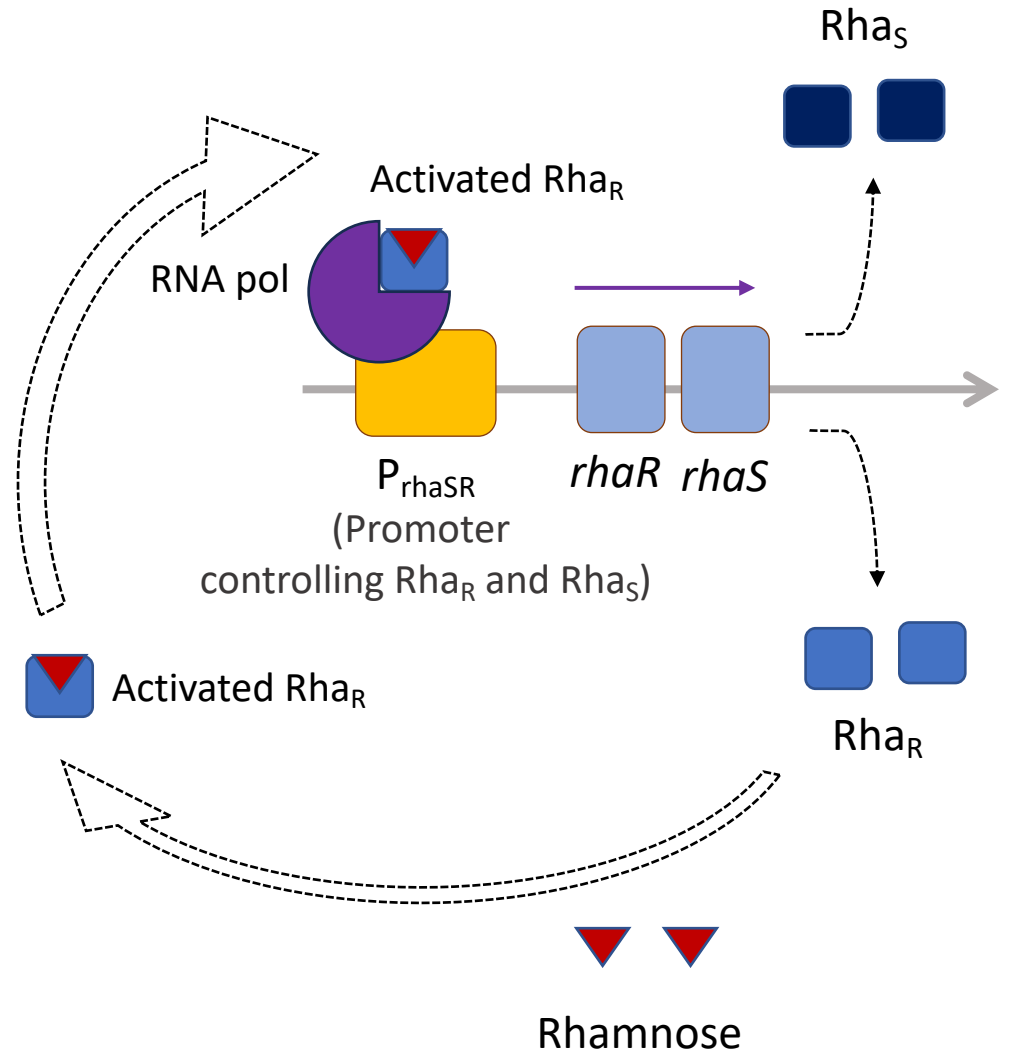 RhaS
Activated RhaR
RNA pol
PrhaSR
rhaR rhaS
(Promoter
controlling RhaR and RhaS)
Activated RhaR
RhaR
Rhamnose